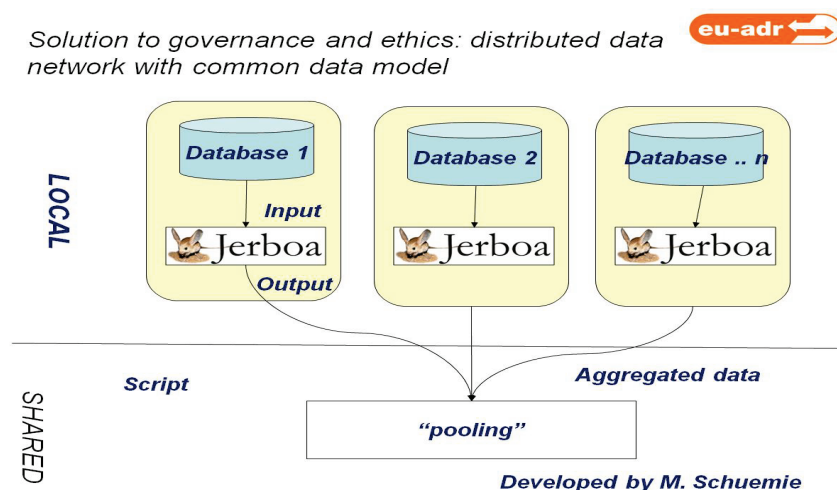 Solution to governance and ethics: distributed data
network with common data model
eu-adr
Database 1
Database 2
Database .. n
LOCAL
Input
Jerboa
Jerboa
Jerboa
Output
Script
Aggregated data
SHARED
“pooling”
Developed by M. Schuemie